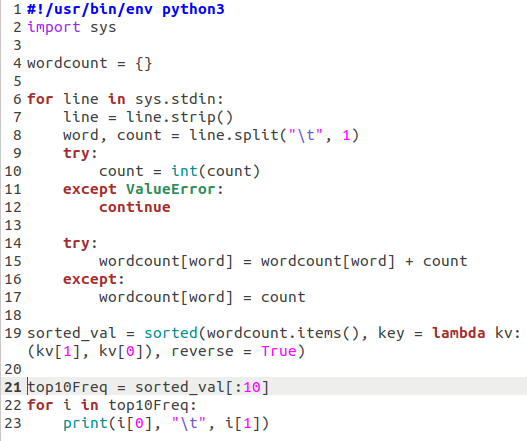 1 #!/usr/bin/env python3
2 import sys
3
4 wordcount = {}
5
6 for line in sys.stdin:
7     line = line.strip()
8     word, count = line.split("\t", 1)
9     try:
10         count = int(count)
11     except ValueError:
12         continue
13
14     try:
15         wordcount[word] = wordcount[word] + count
16     except:
17         wordcount[word] = count
18
19 sorted_val = sorted(wordcount.items(), key = lambda kv:
(kv[1], kv[0]), reverse = True)
20
21 top10Freq = sorted_val[:10]
22 for i in top10Freq:
23     print(i[0], "\t", i[1])